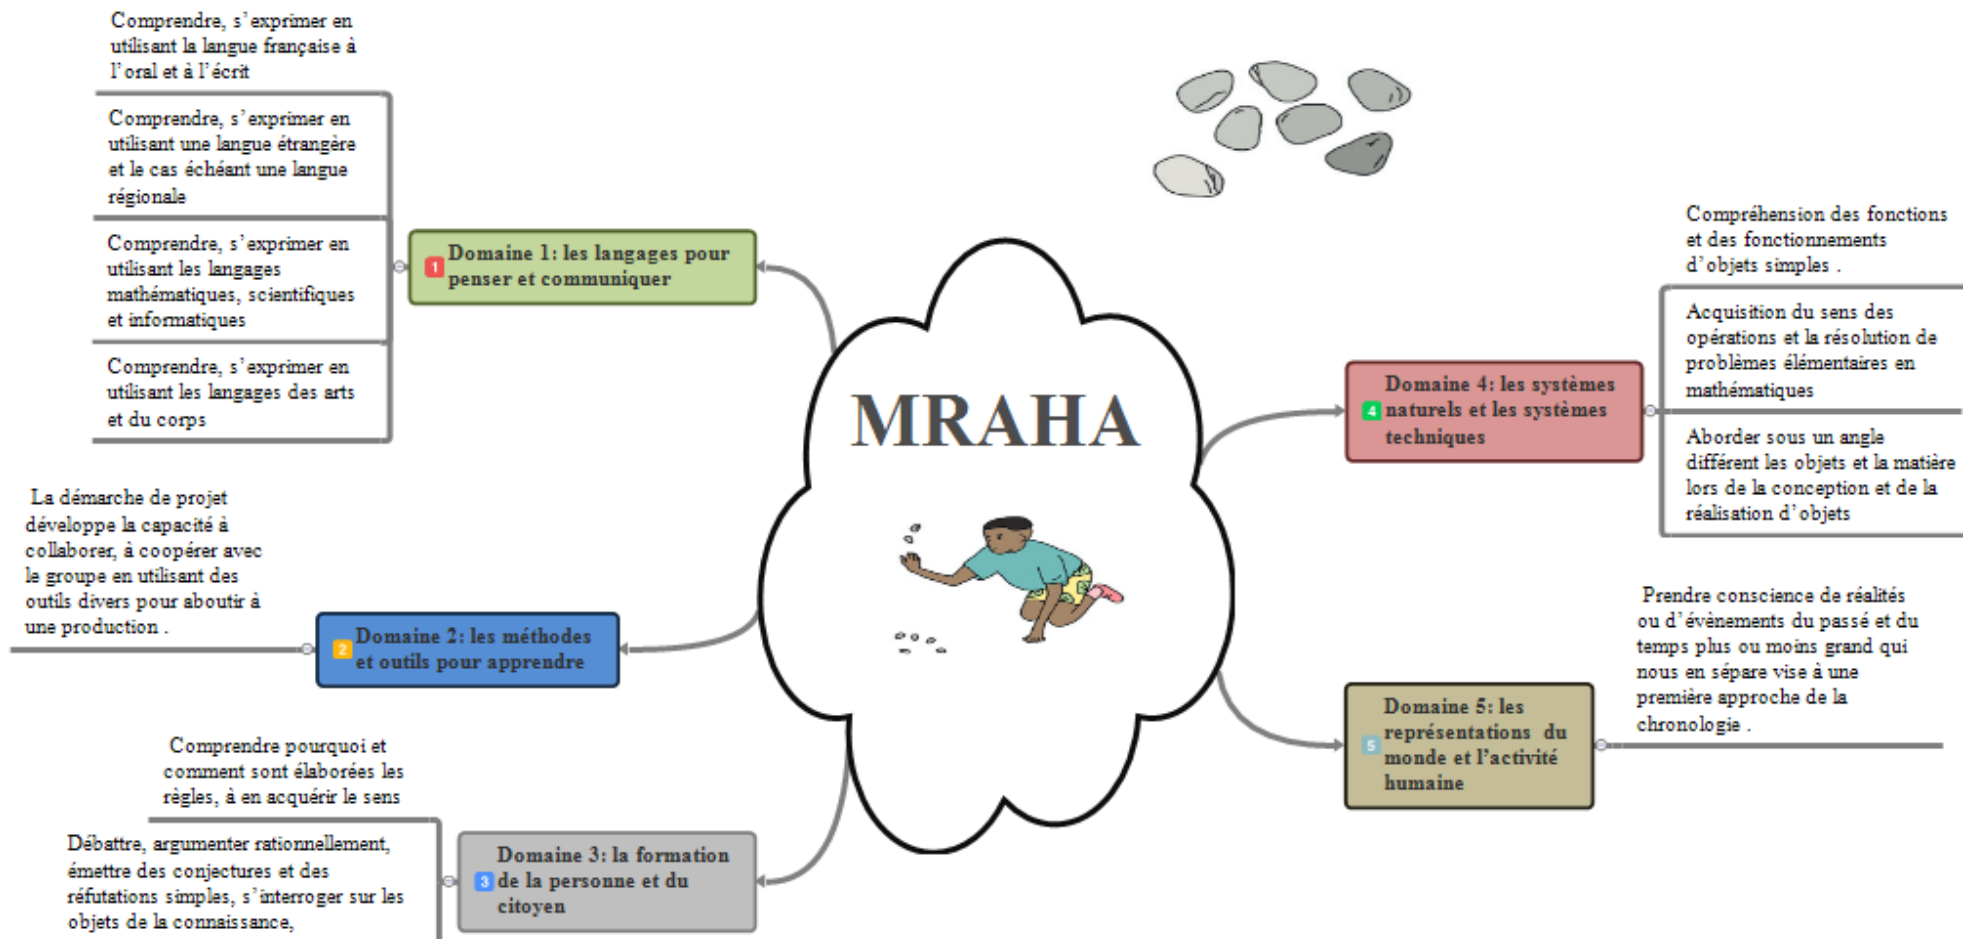 Comprendre, s'exprimer en
utilisant la langue française à
l'oral et à l'écrit
Comprendre, s'exprimer en
utilisant une langue étrangère
et le cas échéant une langue
régionale
Comprendre, s'exprimer en
utilisant les langages
mathématiques, scientifiques
et informatiques
Comprendre, s'exprimer en
utilisant les langages des arts
et du corps
1
Domaine 1: les langages pour
penser et communiquer
La démarche de projet
développe la capacité à
collaborer, à coopérer avec
le groupe en utilisant des
outils divers pour aboutir à
une production .
2
Domaine 2: les méthodes
et outils pour apprendre
Comprendre pourquoi et
comment sont élaborées les
règles, à en acquérir le sens
Débattre, argumenter rationnellement,
émettre des conjectures et des
réfutations simples, s'interroger sur les
objets de la connaissance,
3
Domaine 3: la formation
de la personne et du
citoyen
MRAHA
4
Domaine 4: les systèmes
naturels et les systèmes
techniques
Compréhension des fonctions
et des fonctionnements
d'objets simples .
Acquisition du sens des
opérations et la résolution de
problèmes élémentaires en
mathématiques
Aborder sous un angle
différent les objets et la matière
lors de la conception et de la
réalisation d'objets
5
Domaine 5: les
représentations du
monde et l'activité
humaine
Prendre conscience de réalités
ou d'évènements du passé et du
temps plus ou moins grand qui
nous en sépare vise à une
première approche de la
chronologie .